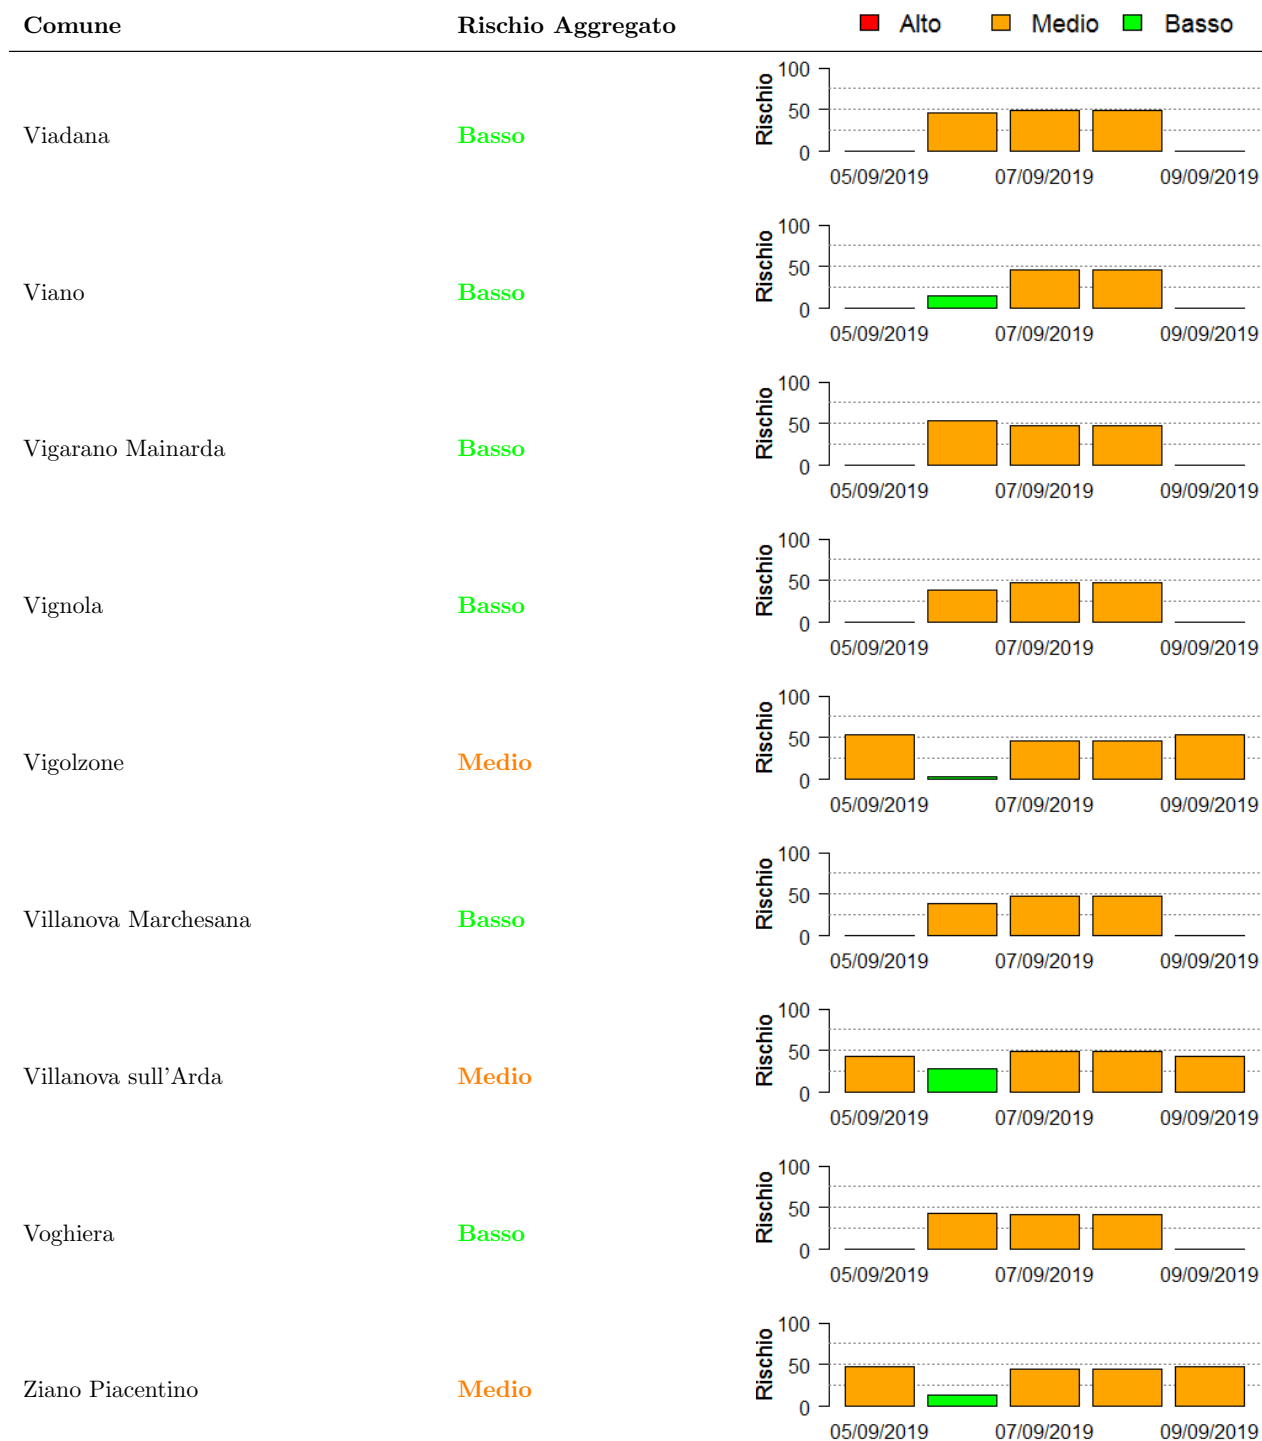 Comune Rischio Aggregato Alto Medio Basso
100
50
0
Rischio
Viadana Basso
05/09/2019 07/09/2019 09/09/2019
100
50
0
Rischio
Viano Basso
05/09/2019 07/09/2019 09/09/2019
100
50
0
Rischio
Vigarano Mainarda Basso
05/09/2019 07/09/2019 09/09/2019
100
50
0
Rischio
Vignola Basso
05/09/2019 07/09/2019 09/09/2019
100
50
0
Rischio
Vigolzone Medio
05/09/2019 07/09/2019 09/09/2019
100
50
0
Rischio
Villanova Marchesana Basso
05/09/2019 07/09/2019 09/09/2019
100
50
0
Rischio
Villanova sull'Arda Medio
05/09/2019 07/09/2019 09/09/2019
100
50
0
Rischio
Voghiera Basso
05/09/2019 07/09/2019 09/09/2019
100
50
0
Rischio
Ziano Piacentino Medio
05/09/2019 07/09/2019 09/09/2019